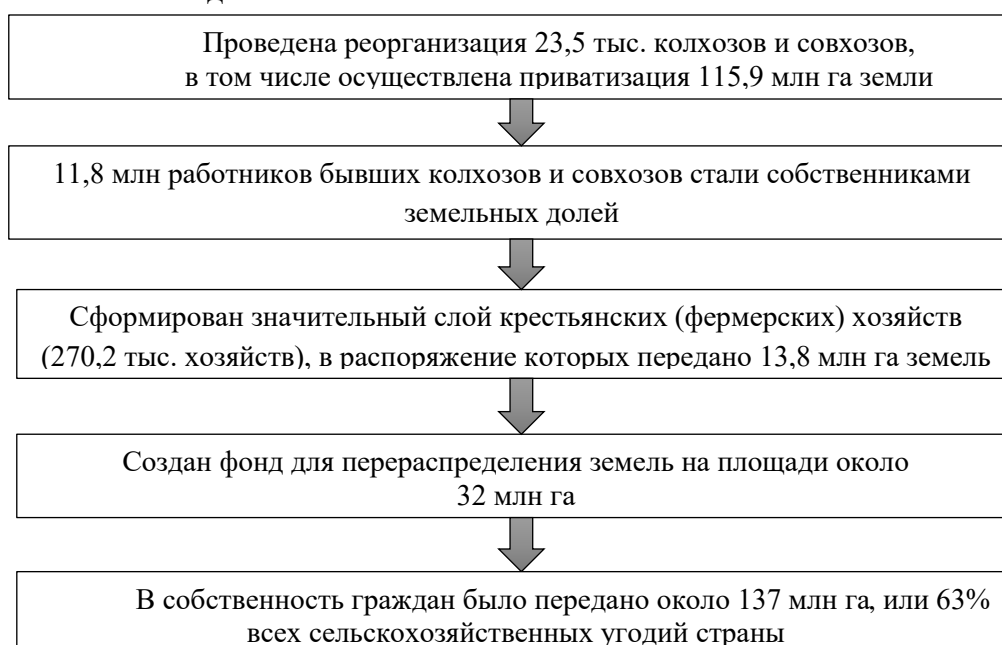 Проведена реорганизация 23,5 тыс. колхозов и совхозов,
в том числе осуществлена приватизация 115,9 млн га земли
11,8 млн работников бывших колхозов и совхозов стали собственниками
земельных долей
Сформирован значительный слой крестьянских (фермерских) хозяйств
(270,2 тыс. хозяйств), в распоряжение которых передано 13,8 млн га земель
Создан фонд для перераспределения земель на площади около
32 млн га
В собственность граждан было передано около 137 млн га, или 63%
всех сельскохозяйственных угодий страны